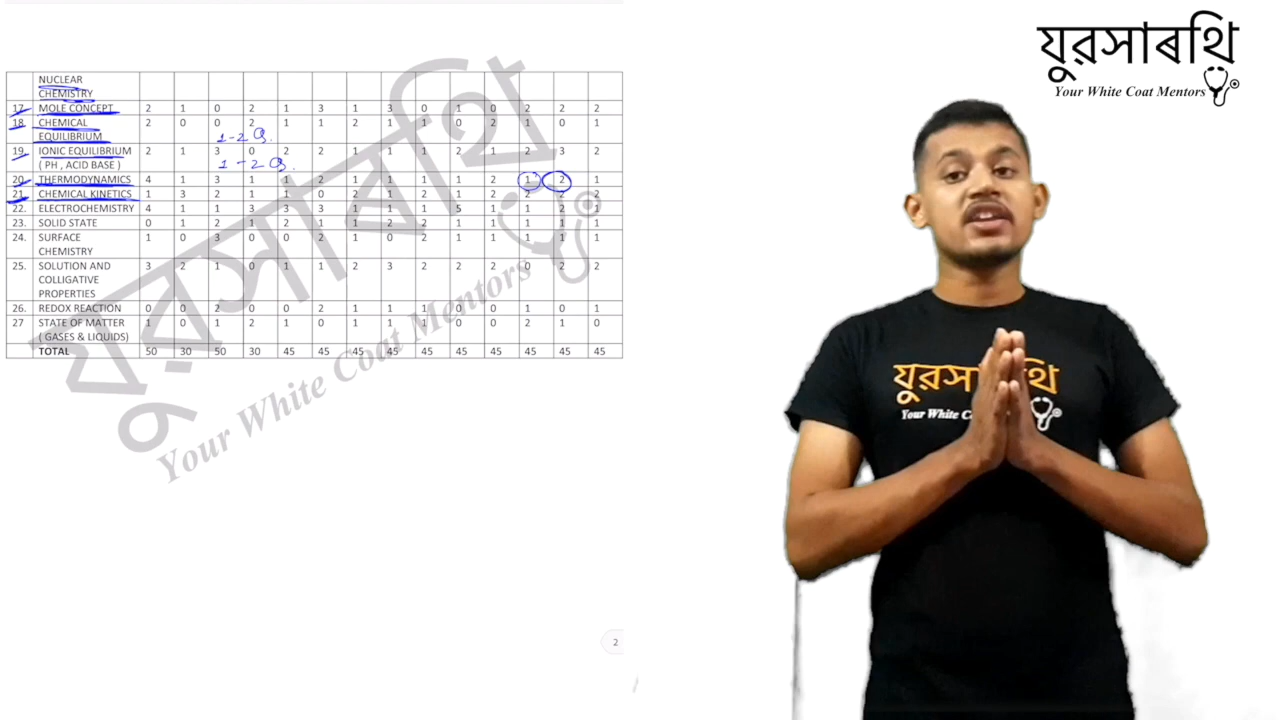 যুৱসাৰথি
Your White Coat Mentors
NUCLEAR
CHEMISTRY
17. MOLE CONCEPT 2 1 0 2 1 3 1 3 0 1 0 2 2 2
18. CHEMICAL 2 0 0 2 1 1 2 1 1 0 2 1 0 1
EQUILIBRIUM 1-2 Q.
19. IONIC EQUILIBRIUM 2 1 3 0 2 2 1 1 1 2 1 2 3 2
( PH , ACID BASE ) 1-2 Q.
20. THERMODYNAMICS 4 1 3 1 1 2 1 1 1 1 2 1 2 1
21. CHEMICAL KINETICS 1 3 2 1 1 0 2 1 2 1 2 2 2 2
22. ELECTROCHEMISTRY 4 1 1 3 3 3 1 1 1 5 1 1 2 1
23. SOLID STATE 0 1 2 1 2 1 1 2 2 1 1 1 1 1
24. SURFACE 1 0 3 0 0 2 1 0 2 1 1 1 1 1
CHEMISTRY
25. SOLUTION AND 3 2 1 0 1 1 2 3 2 2 2 0 2 2
COLLIGATIVE
PROPERTIES
26. REDOX REACTION 0 0 2 0 0 2 1 1 1 0 0 1 0 1
27 STATE OF MATTER 1 0 1 2 1 0 1 1 1 0 0 2 1 0
( GASES & LIQUIDS)
TOTAL 50 30 50 30 45 45 45 45 45 45 45 45 45 45
যুৱসাৰথি
Your White Coat Mentors
যুৱসা থি
Your White C
2